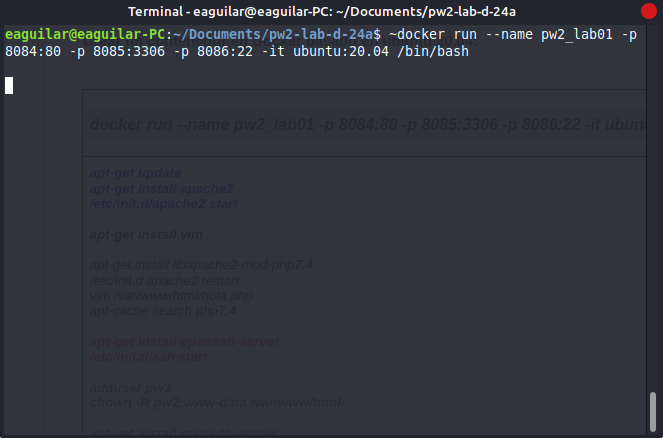 Terminal - eaguilar@eaguilar-PC: ~/Documents/pw2-lab-d-24a
eaguilar@eaguilar-PC:~/Documents/pw2-lab-d-24a$ ~docker run --name pw2_lab01 -p
8084:80 -p 8085:3306 -p 8086:22 -it ubuntu:20.04 /bin/bash
docker run --name pw2_lab01 -p 8084:80 -p 8085:3306 -p 8086:22 -it ubun
apt-get update
apt-get install apache2
/etc/init.d/apache2 start
apt-get install vim
apt-get install libapache2-mod-php7.4
/etc/init.d apache2 restart
vim /var/www/html/hola.php
apt-cache search php7.4
apt-get install openssh-server
/etc/init.d/ssh start
adduser pw2
chown -R pw2:www-data /var/www/html/
apt-get install mariadb-server